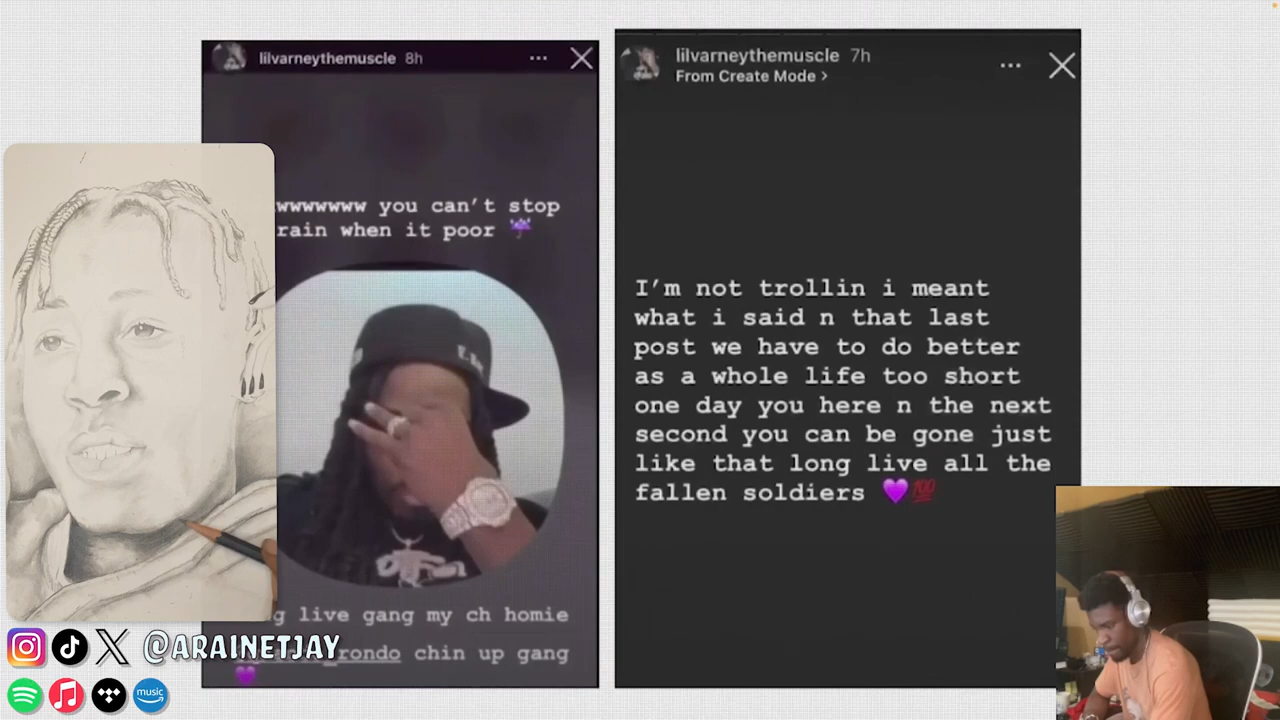 lilvarneythemuscle 8h
you can't stop
rain when it poor ☔
live gang my ch homie
_rondo chin up gang
💜
lilvarneythemuscle 7h
From Create Mode >
I'm not trollin i meant
what i said n that last
post we have to do better
as a whole life too short
one day you here n the next
second you can be gone just
like that long live all the
fallen soldiers 💜💯
@ARAINETJAY
music